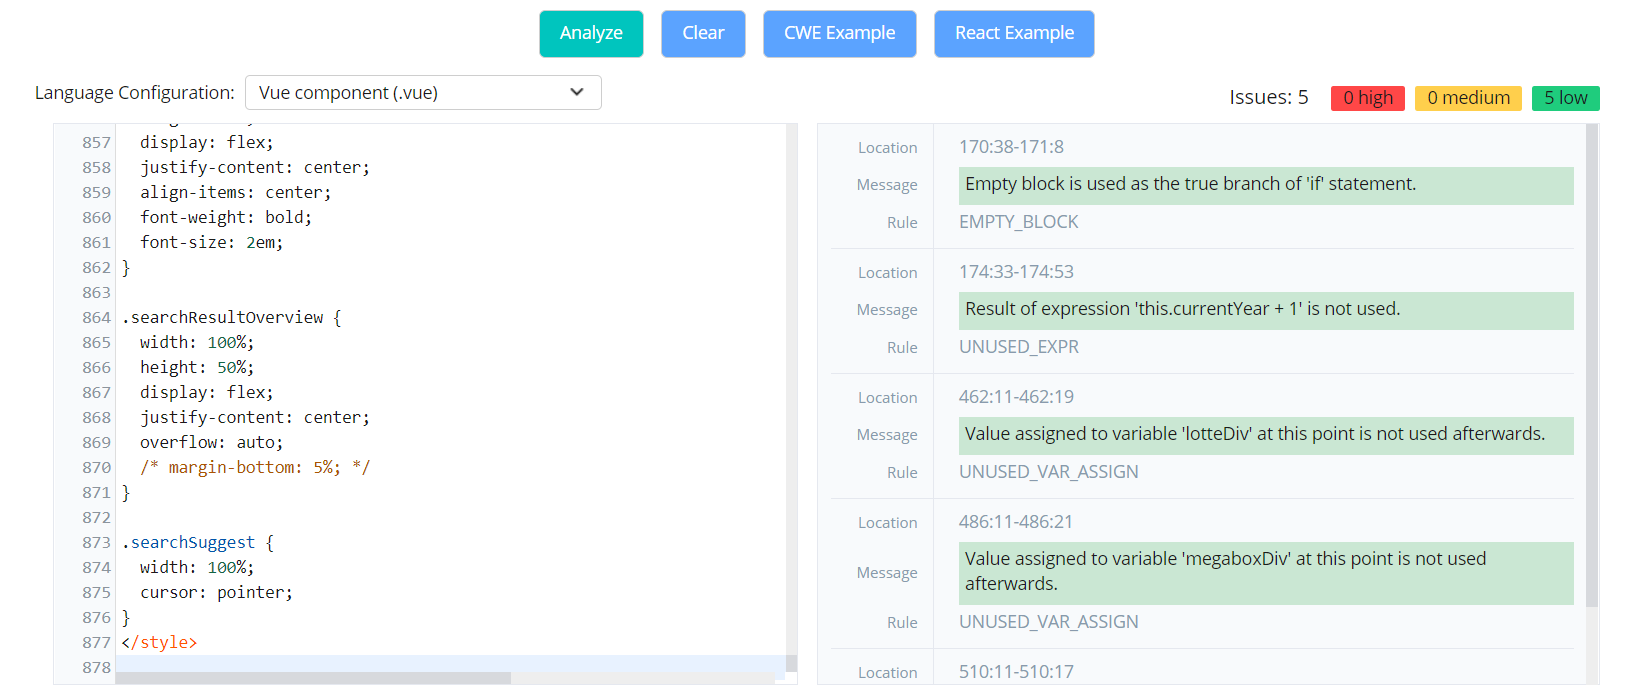 Analyze Clear CWE Example React Example
Language Configuration: Vue component (.vue)
Issues: 5 0 high 0 medium 5 low
857 display: flex;
858 justify-content: center;
859 align-items: center;
860 font-weight: bold;
861 font-size: 2em;
862 }
863
864 .searchResultOverview {
865 width: 100%;
866 height: 50%;
867 display: flex;
868 justify-content: center;
869 overflow: auto;
870 /* margin-bottom: 5%; */
871 }
872
873 .searchSuggest {
874 width: 100%;
875 cursor: pointer;
876 }
877 </style>
878
Location 170:38-171:8
Message Empty block is used as the true branch of 'if' statement.
Rule EMPTY_BLOCK
Location 174:33-174:53
Message Result of expression 'this.currentYear + 1' is not used.
Rule UNUSED_EXPR
Location 462:11-462:19
Message Value assigned to variable 'lotteDiv' at this point is not used afterwards.
Rule UNUSED_VAR_ASSIGN
Location 486:11-486:21
Message Value assigned to variable 'megaboxDiv' at this point is not used
afterwards.
Rule UNUSED_VAR_ASSIGN
Location 510:11-510:17